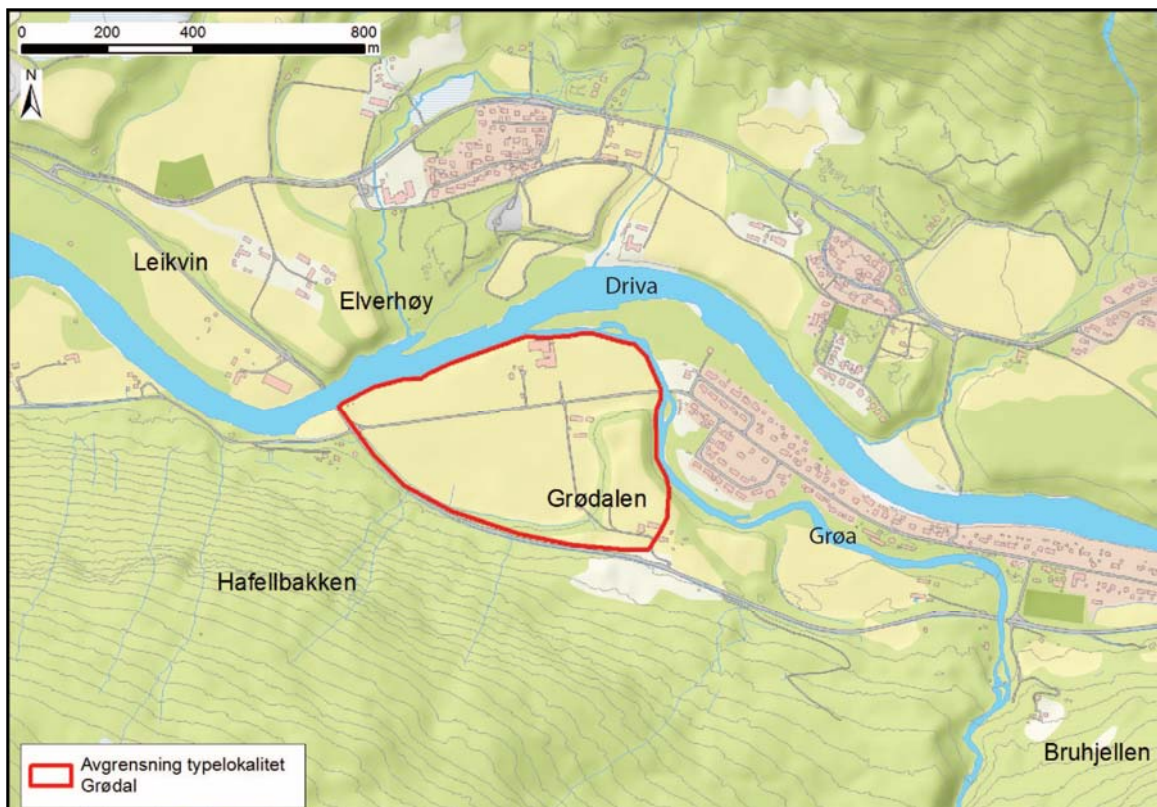 0 200 400 800
m
N
Driva
Leikvin
Elverhøy
Grødalen
Grøa
Hafellbakken
Bruhjellen
Avgrensning typelokalitet
Grødal